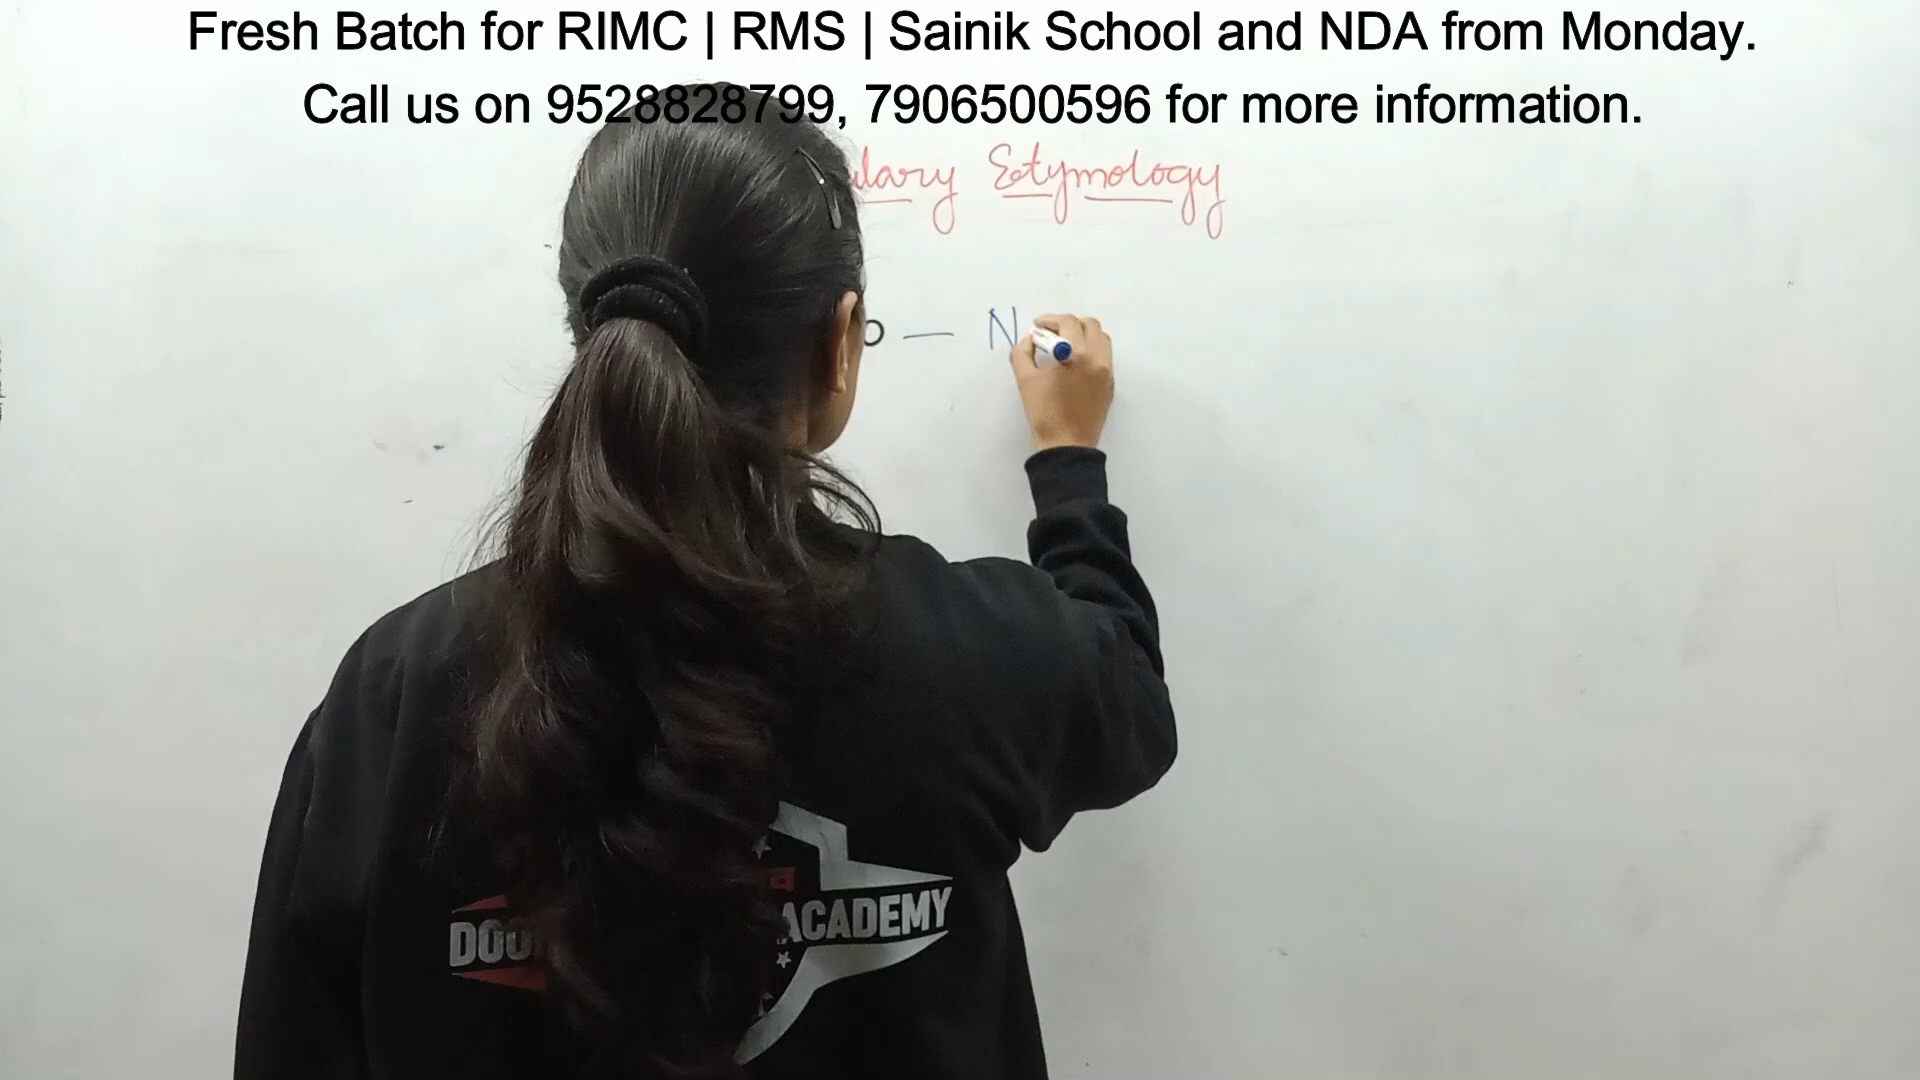 Fresh Batch for RIMC | RMS | Sainik School and NDA from Monday.
Call us on 9528828799, 7906500596 for more information.
Etymology
o — N
ACADEMY